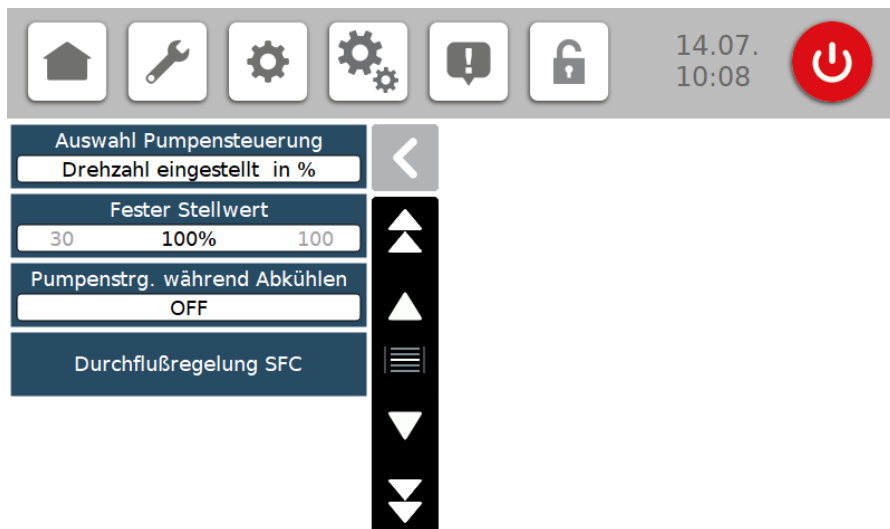 14.07.
10:08
Auswahl Pumpensteuerung
Drehzahl eingestellt in %
Fester Stellwert
30 100% 100
Pumpenstrg. während Abkühlen
OFF
Durchflußregelung SFC